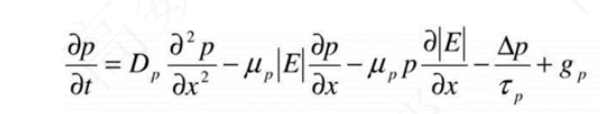 ∂p/∂t = D_p ∂²p/∂x² − μ_p|E| ∂p/∂x − μ_p p ∂|E|/∂x − Δp/τ_p + g_p